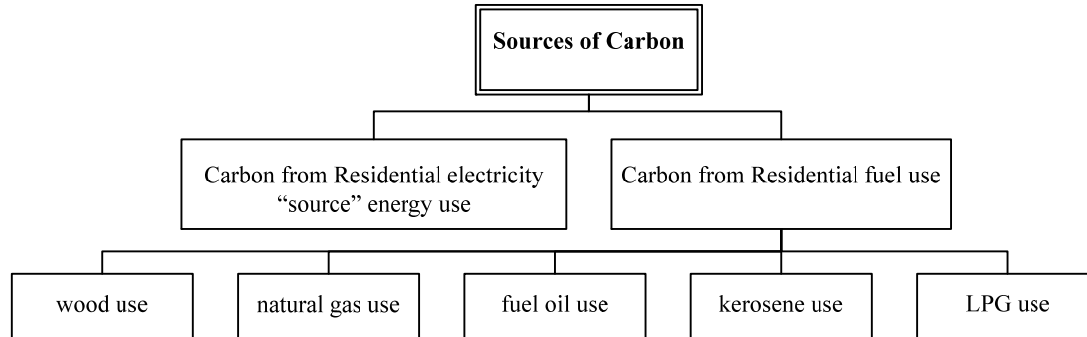 Sources of Carbon
Carbon from Residential electricity
“source” energy use
Carbon from Residential fuel use
wood use
natural gas use
fuel oil use
kerosene use
LPG use